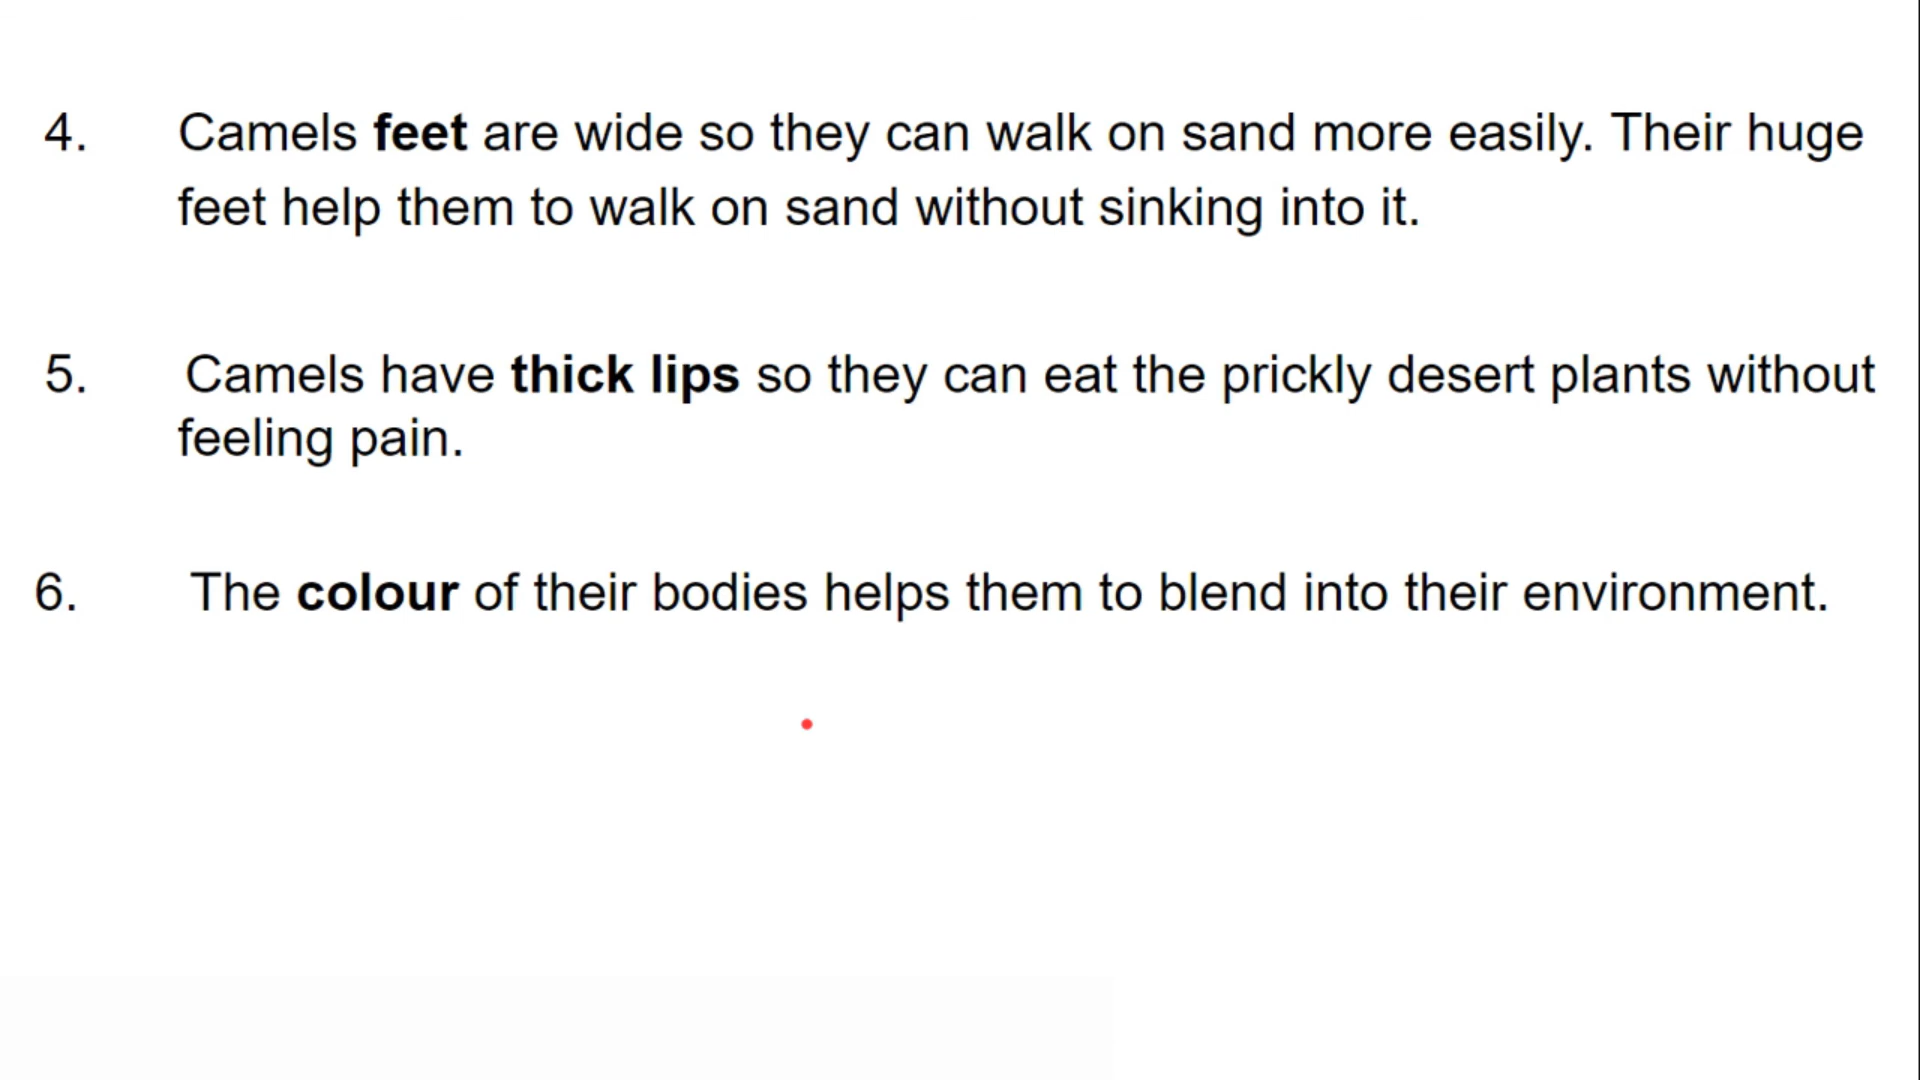 4. Camels feet are wide so they can walk on sand more easily. Their huge
feet help them to walk on sand without sinking into it.
5. Camels have thick lips so they can eat the prickly desert plants without
feeling pain.
6. The colour of their bodies helps them to blend into their environment.